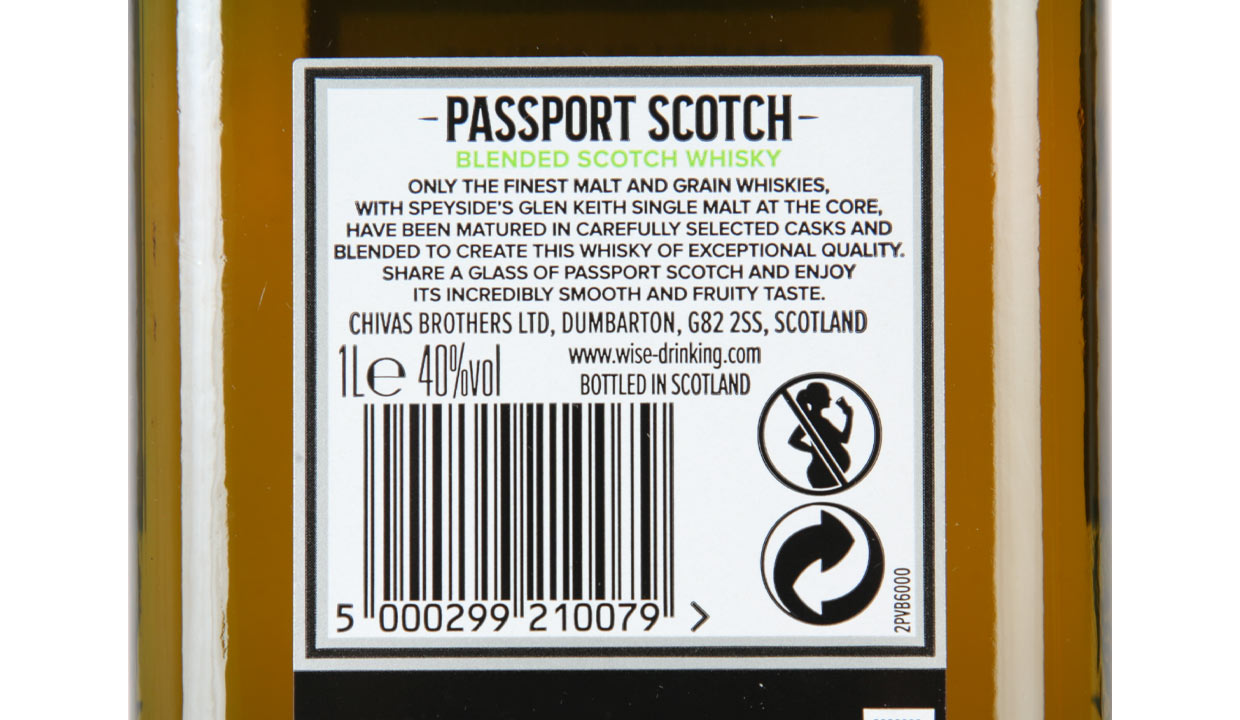 -PASSPORT SCOTCH-
BLENDED SCOTCH WHISKY
ONLY THE FINEST MALT AND GRAIN WHISKIES,
WITH SPEYSIDE'S GLEN KEITH SINGLE MALT AT THE CORE,
HAVE BEEN MATURED IN CAREFULLY SELECTED CASKS AND
BLENDED TO CREATE THIS WHISKY OF EXCEPTIONAL QUALITY.
SHARE A GLASS OF PASSPORT SCOTCH AND ENJOY
ITS INCREDIBLY SMOOTH AND FRUITY TASTE.
CHIVAS BROTHERS LTD, DUMBARTON, G82 2SS, SCOTLAND
1L℮ 40%vol
www.wise-drinking.com
BOTTLED IN SCOTLAND
5 000299 210079 >
2PVB6000